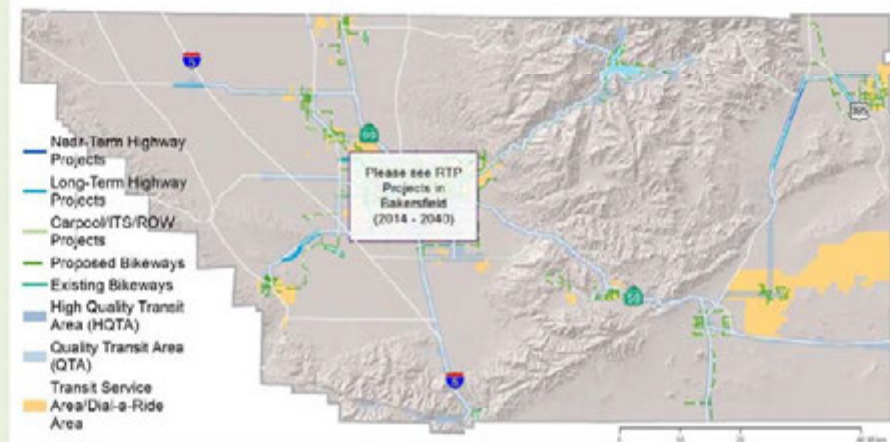 5
395
99
Please see RTP
Projects in
Bakersfield
(2014 - 2040)
Near-Term Highway
Projects
Long-Term Highway
Projects
Carpool/ITS/ROW
Projects
Proposed Bikeways
Existing Bikeways
High Quality Transit
Area (HQTA)
Quality Transit Area
(QTA)
Transit Service
Area/Dial-a-Ride
Area
5
0